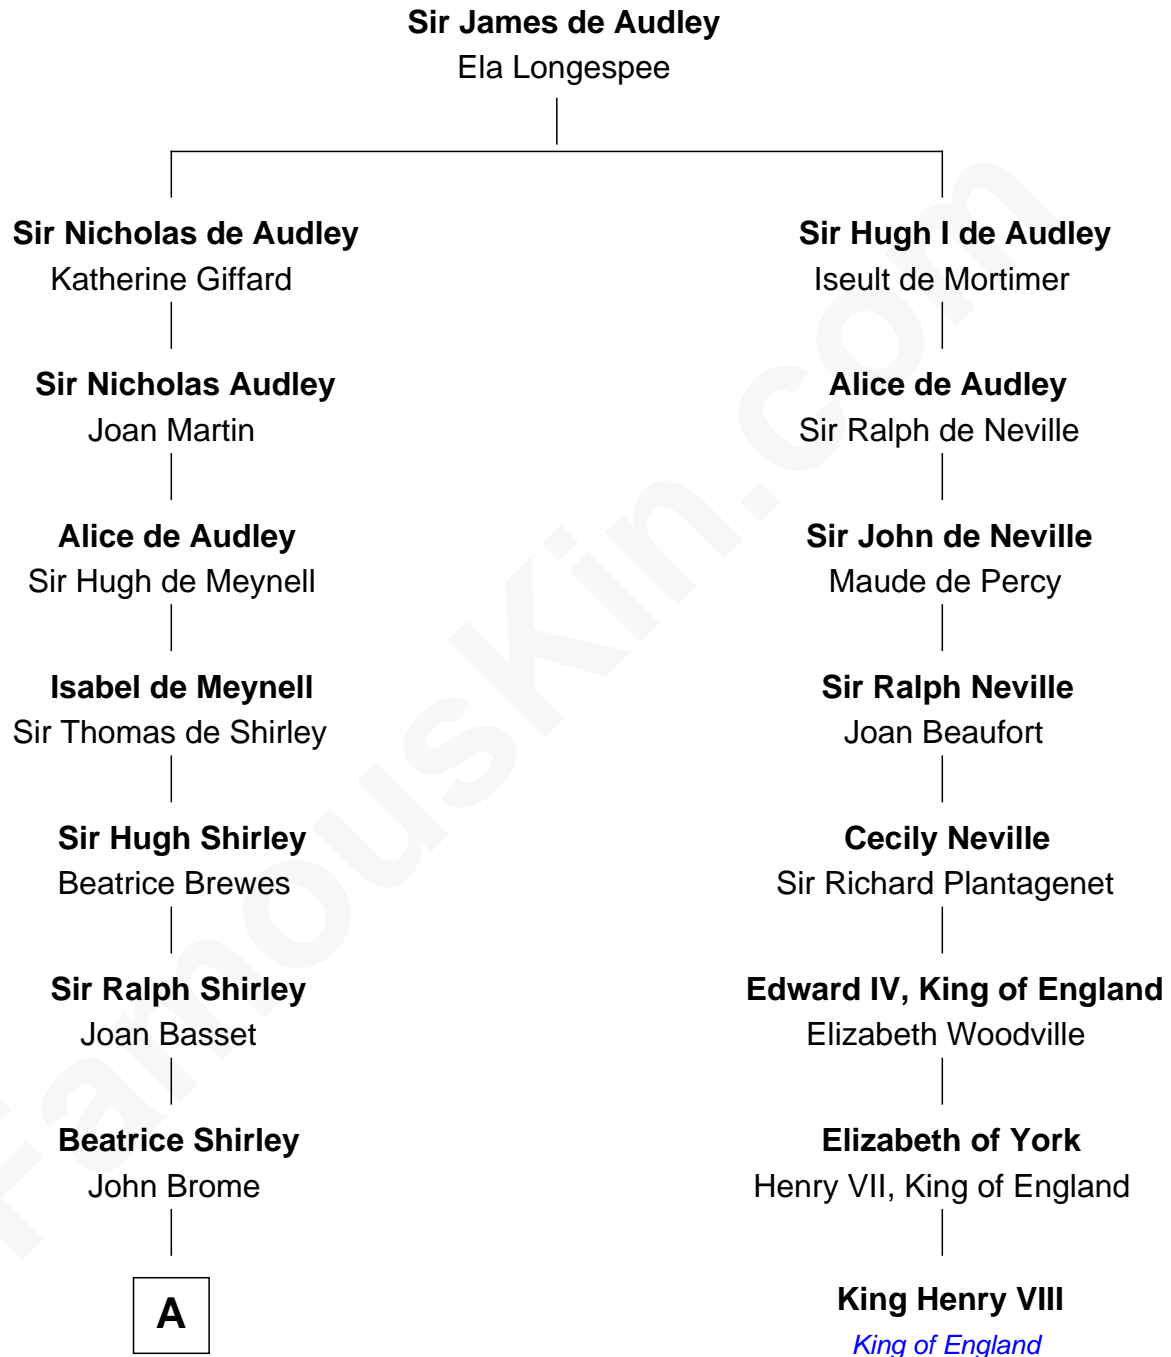 Sir James de Audley
Ela Longespee
Sir Nicholas de Audley
Katherine Giffard
Sir Nicholas Audley
Joan Martin
Alice de Audley
Sir Hugh de Meynell
Isabel de Meynell
Sir Thomas de Shirley
Sir Hugh Shirley
Beatrice Brewes
Sir Ralph Shirley
Joan Basset
Beatrice Shirley
John Brome
A
Sir Hugh I de Audley
Iseult de Mortimer
Alice de Audley
Sir Ralph de Neville
Sir John de Neville
Maude de Percy
Sir Ralph Neville
Joan Beaufort
Cecily Neville
Sir Richard Plantagenet
Edward IV, King of England
Elizabeth Woodville
Elizabeth of York
Henry VII, King of England
King Henry VIII
King of England
FamousKin.com